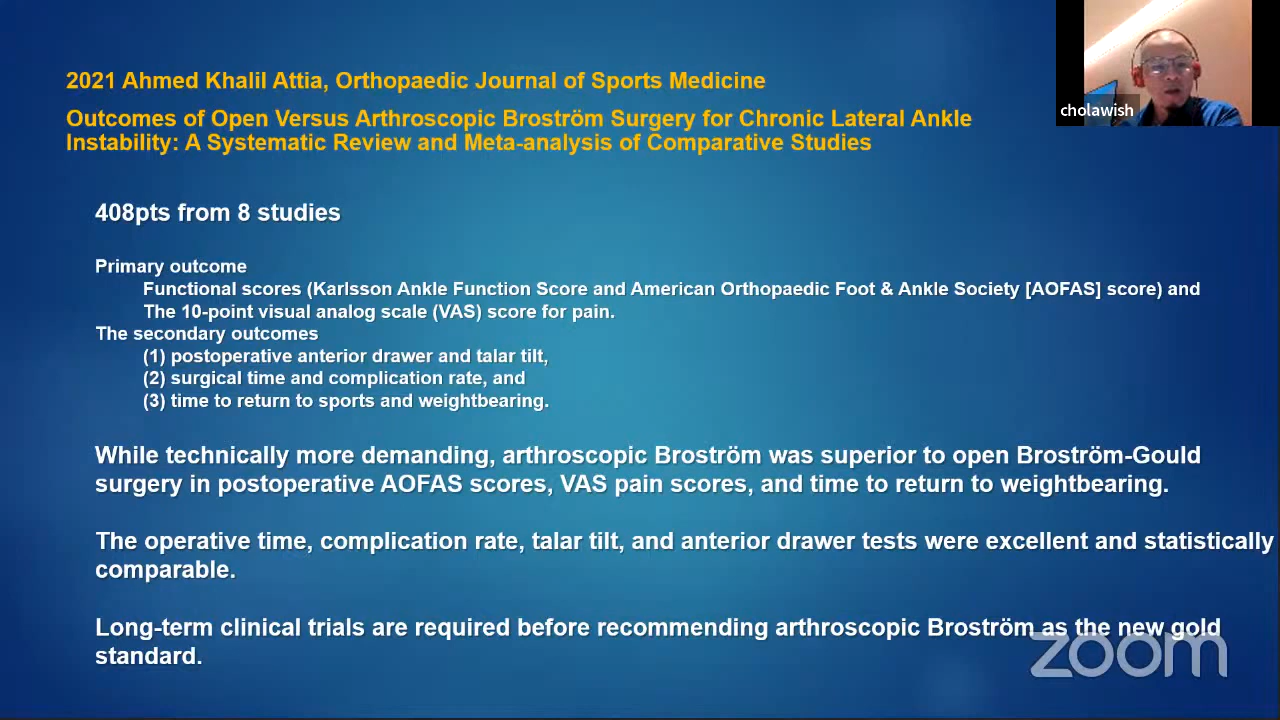 2021 Ahmed Khalil Attia, Orthopaedic Journal of Sports Medicine
Outcomes of Open Versus Arthroscopic Broström Surgery for Chronic Lateral Ankle
Instability: A Systematic Review and Meta-analysis of Comparative Studies
cholawish
408pts from 8 studies
Primary outcome
Functional scores (Karlsson Ankle Function Score and American Orthopaedic Foot & Ankle Society [AOFAS] score) and
The 10-point visual analog scale (VAS) score for pain.
The secondary outcomes
(1) postoperative anterior drawer and talar tilt,
(2) surgical time and complication rate, and
(3) time to return to sports and weightbearing.
While technically more demanding, arthroscopic Broström was superior to open Broström-Gould
surgery in postoperative AOFAS scores, VAS pain scores, and time to return to weightbearing.
The operative time, complication rate, talar tilt, and anterior drawer tests were excellent and statistically
comparable.
Long-term clinical trials are required before recommending arthroscopic Broström as the new gold
standard.
zoom